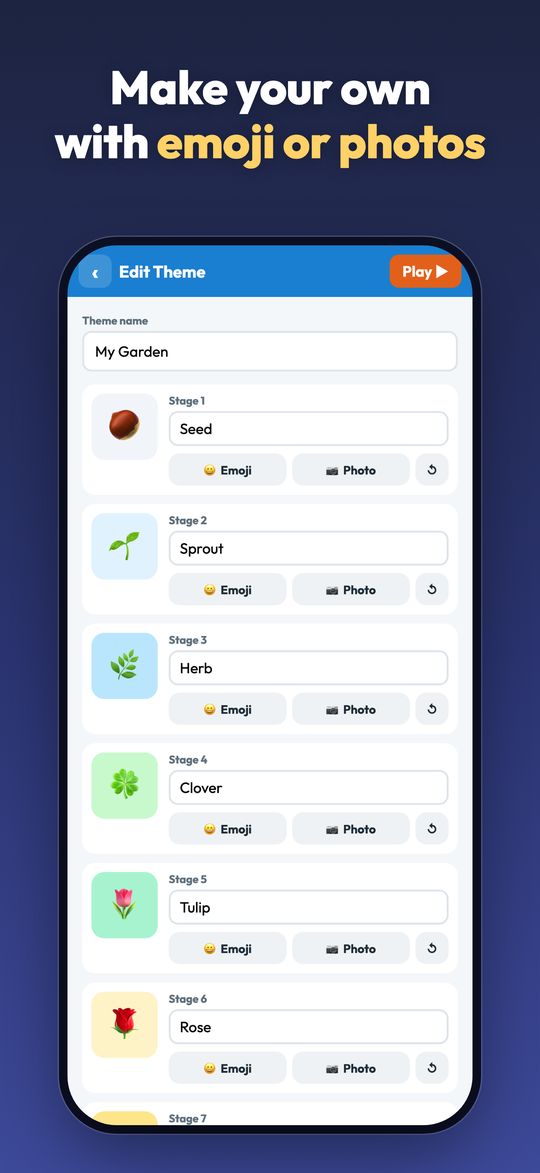 Make your own
with emoji or photos
‹ Edit Theme Play ▶
Theme name
My Garden
Stage 1
Seed
😀 Emoji 📷 Photo ↺
Stage 2
Sprout
😀 Emoji 📷 Photo ↺
Stage 3
Herb
😀 Emoji 📷 Photo ↺
Stage 4
Clover
😀 Emoji 📷 Photo ↺
Stage 5
Tulip
😀 Emoji 📷 Photo ↺
Stage 6
Rose
😀 Emoji 📷 Photo ↺
Stage 7